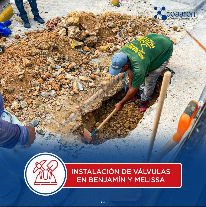 INSTALACIÓN DE VÁLVULAS
EN BENJAMÍN Y MELISSA